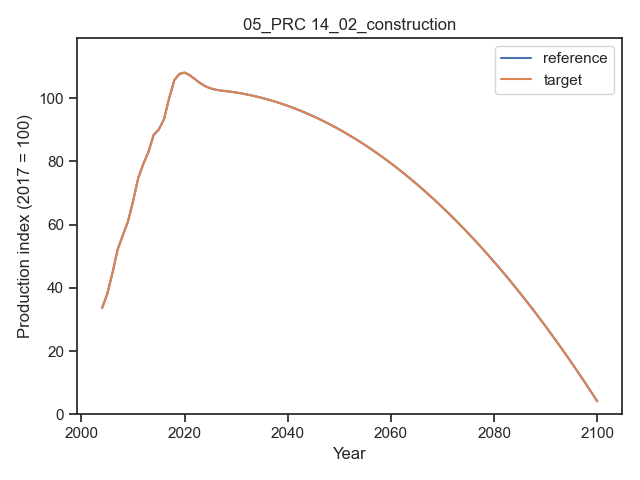 05_PRC 14_02_construction
reference
target
Production index (2017 = 100)
100
80
60
40
20
0
2000
2020
2040
2060
2080
2100
Year